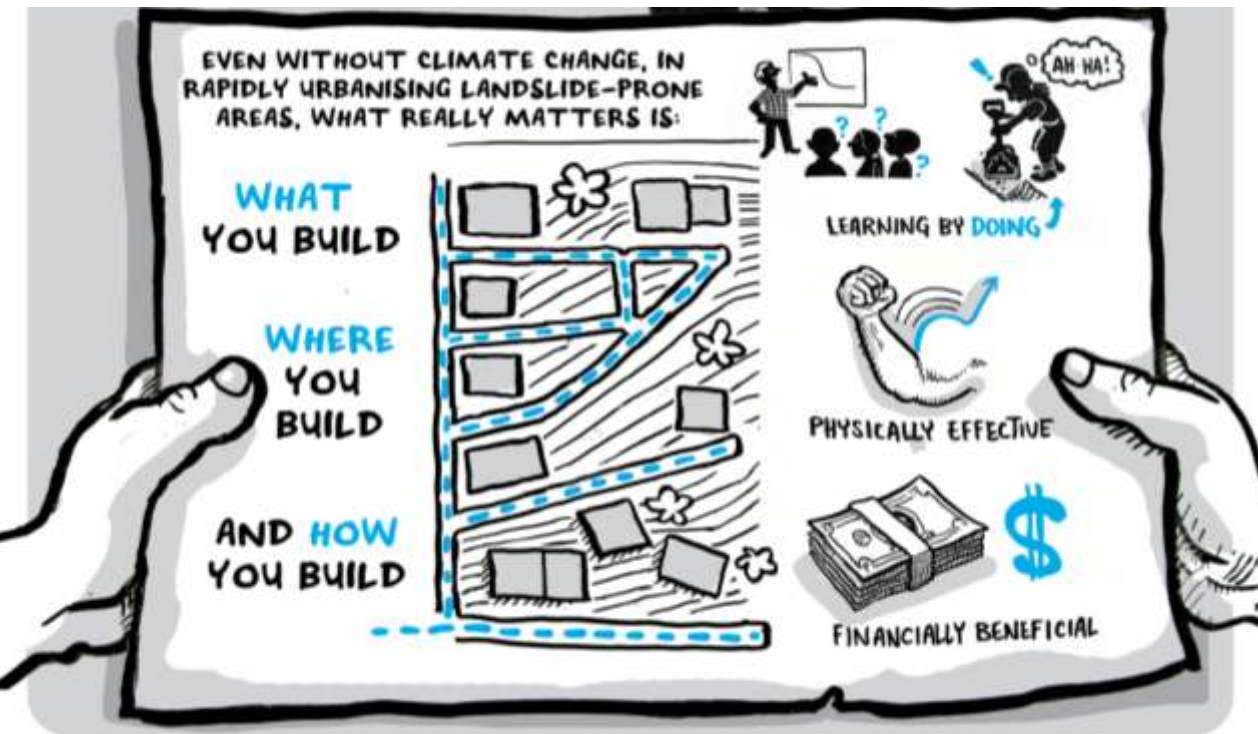 EVEN WITHOUT CLIMATE CHANGE, IN
RAPIDLY URBANISING LANDSLIDE-PRONE
AREAS, WHAT REALLY MATTERS IS:
WHAT
YOU BUILD
WHERE
YOU
BUILD
AND HOW
YOU BUILD
? ? ?
!
AH HA!
LEARNING BY DOING
PHYSICALLY EFFECTIVE
$
FINANCIALLY BENEFICIAL